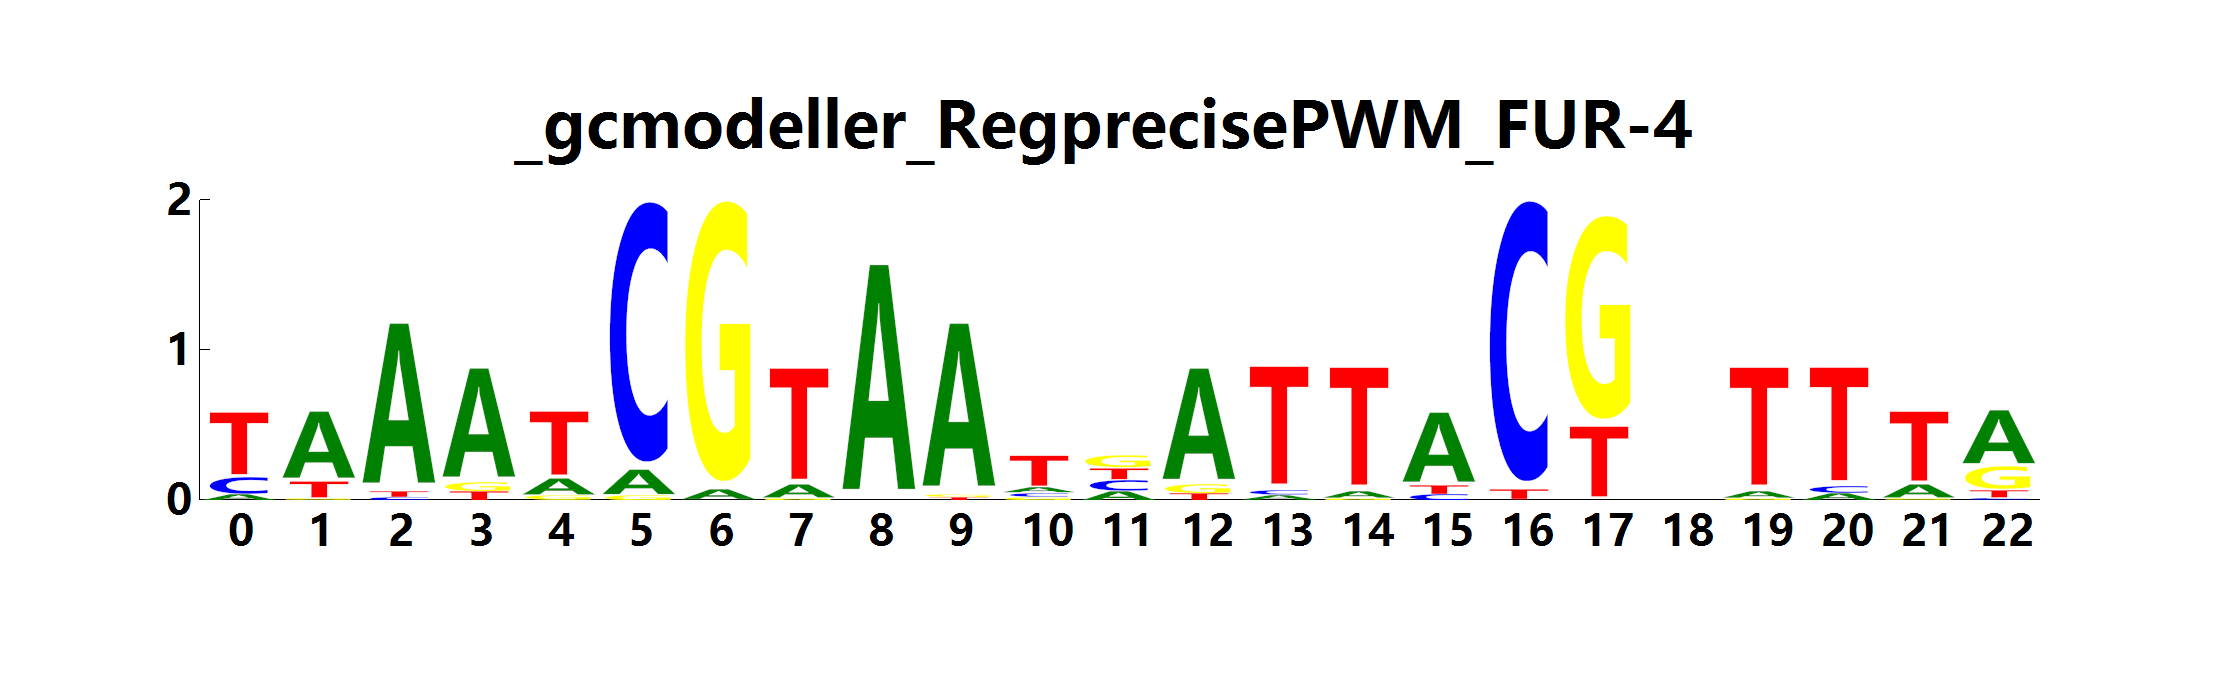 _gcmodeller_RegprecisePWM_FUR-4
2
1
0
T A A A T C G T A A T G A T T A C G T T T A
C T T G A A A A G A T G C A T T T A C A G
A G C T G G G C C T A C C G A G T
A
0 1 2 3 4 5 6 7 8 9 10 11 12 13 14 15 16 17 18 19 20 21 22